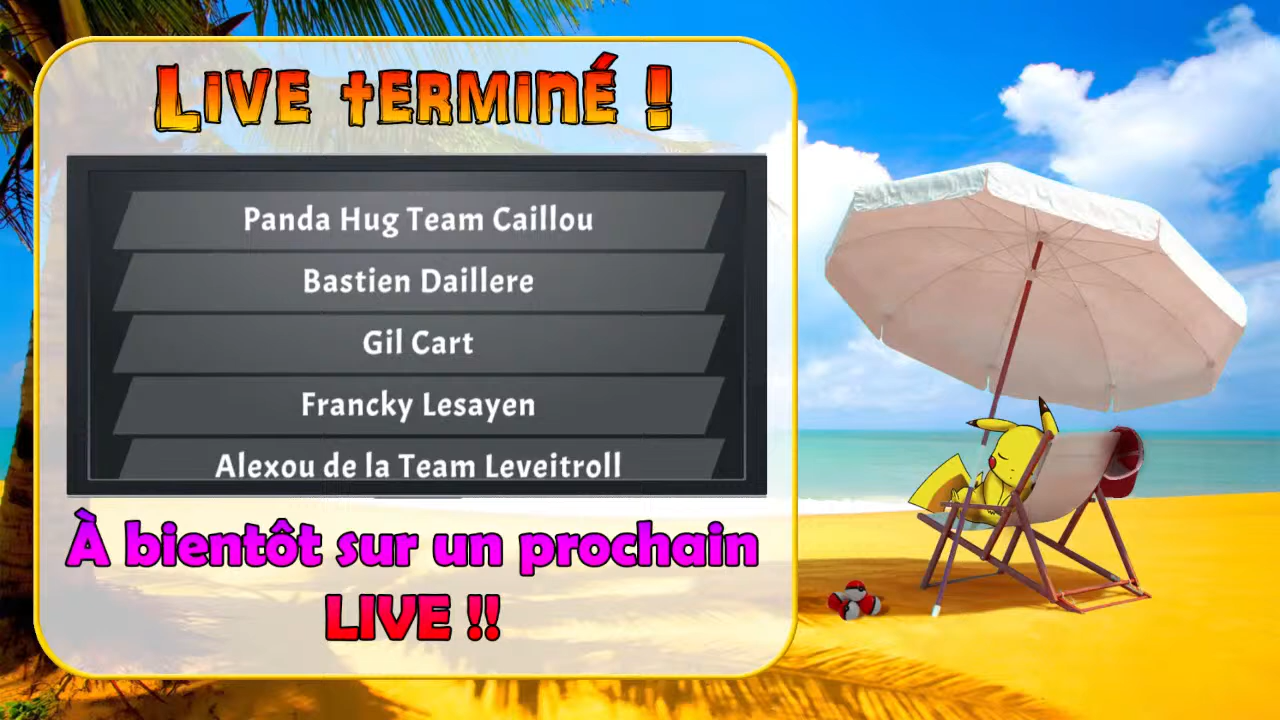 Live terminé !
Panda Hug Team Caillou
Bastien Daillere
Gil Cart
Francky Lesayen
Alexou de la Team Leveitroll
À bientôt sur un prochain
LIVE !!